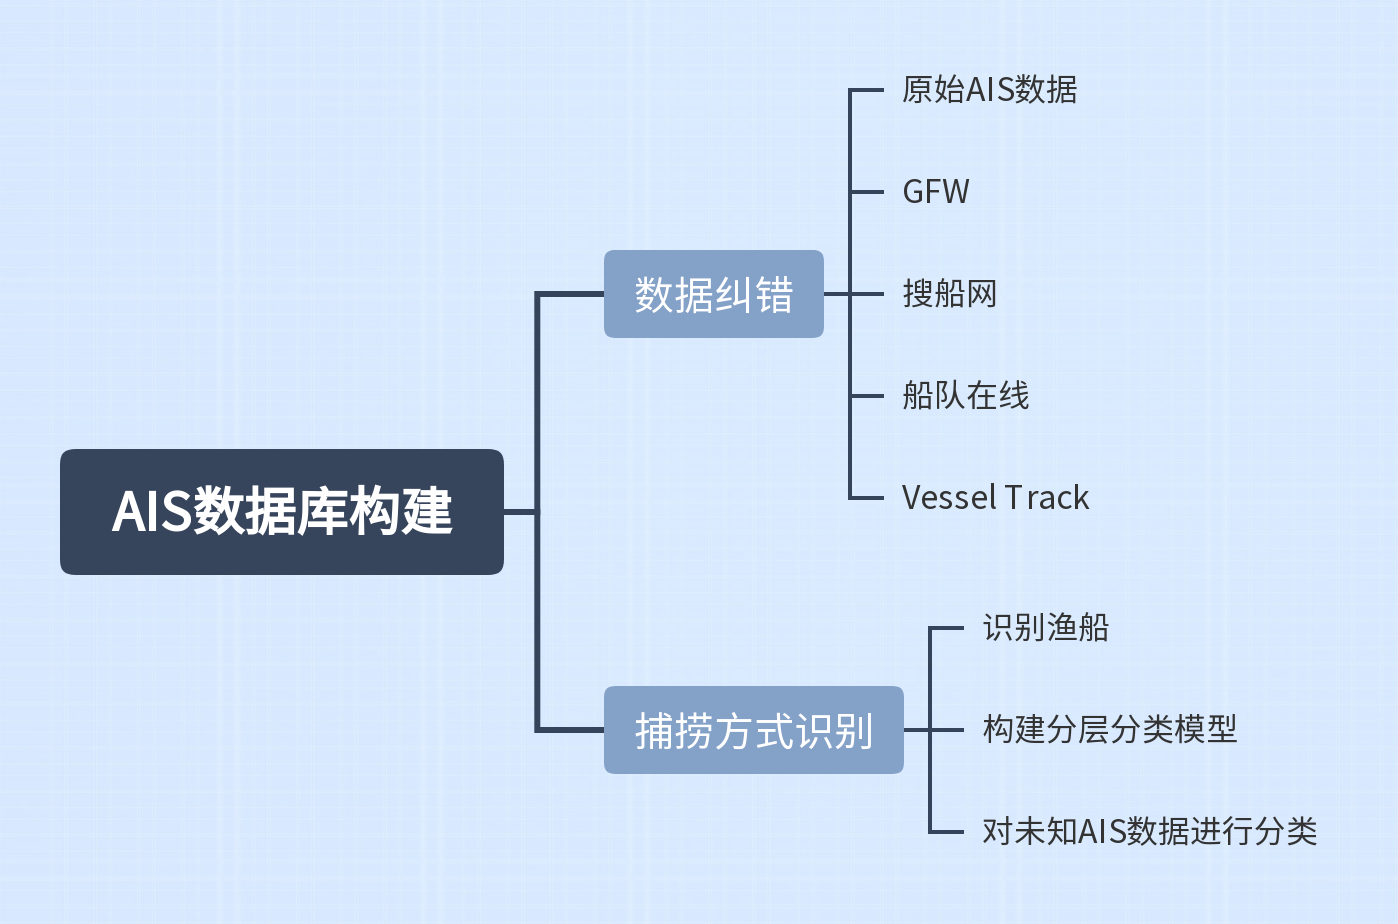 AIS数据库构建
数据纠错
原始AIS数据
GFW
搜船网
船队在线
Vessel Track
捕捞方式识别
识别渔船
构建分层分类模型
对未知AIS数据进行分类